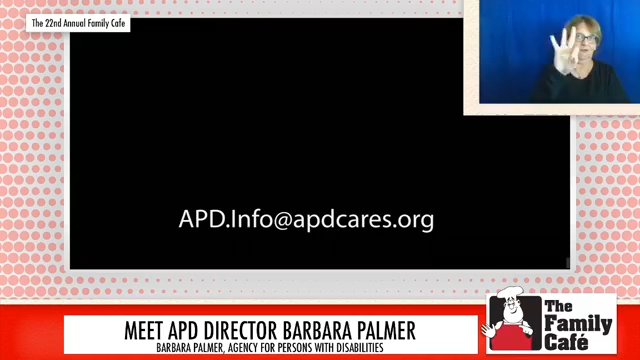 The 22nd Annual Family Cafe
APD.Info@apdcares.org
MEET APD DIRECTOR BARBARA PALMER
BARBARA PALMER, AGENCY FOR PERSONS WITH DISABILITIES
The
Family
Café